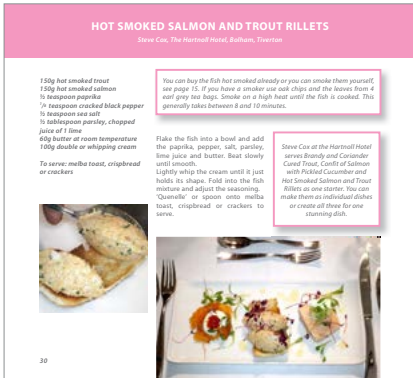 HOT SMOKED SALMON AND TROUT RILLETS
Steve Cox, The Hartnoll Hotel, Bolham, Tiverton
150g hot smoked trout
150g hot smoked salmon
½ teaspoon paprika
teaspoon cracked black pepper
½ teaspoon sea salt
½ tablespoon parsley, chopped
juice of 1 lime
60g butter at room temperature
100g double or whipping cream
To serve: melba toast, crispbread
or crackers
You can buy the fish hot smoked already or you can smoke them yourself,
see page 15. If you have a smoker use oak chips and the leaves from 4
earl grey tea bags. Smoke on a high heat until the fish is cooked. This
generally takes between 8 and 10 minutes.
Flake the fish into a bowl and add
the paprika, pepper, salt, parsley,
lime juice and butter. Beat slowly
until smooth.
Lightly whip the cream until it just
holds its shape. Fold into the fish
mixture and adjust the seasoning.
'Quenelle' or spoon onto melba
toast, crispbread or crackers to
serve.
Steve Cox at the Hartnoll Hotel
serves Brandy and Coriander
Cured Trout, Confit of Salmon
with Pickled Cucumber and
Hot Smoked Salmon and Trout
Rillets as one starter. You can
make them as individual dishes
or create all three for one
stunning dish.
30